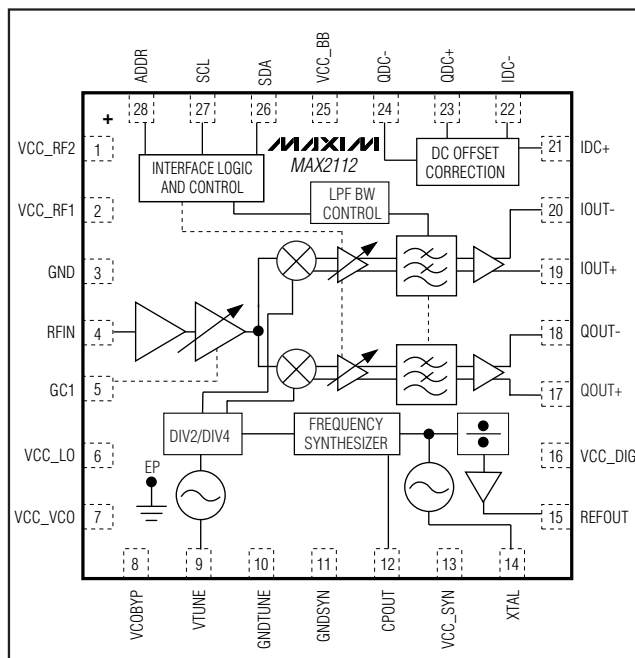 ADDR
SCL
SDA
VCC_BB
QDC-
QDC+
IDC-
28
27
26
25
24
23
22
+
MAXIM
MAX2112
VCC_RF2
1
INTERFACE LOGIC
AND CONTROL
DC OFFSET
CORRECTION
21
IDC+
VCC_RF1
2
LPF BW
CONTROL
20
IOUT-
GND
3
19
IOUT+
RFIN
4
18
QOUT-
GC1
5
17
QOUT+
VCC_LO
6
DIV2/DIV4
FREQUENCY
SYNTHESIZER
16
VCC_DIG
EP
VCC_VCO
7
15
REFOUT
8
9
10
11
12
13
14
VCOBYP
VTUNE
GNDTUNE
GNDSYN
CPOUT
VCC_SYN
XTAL